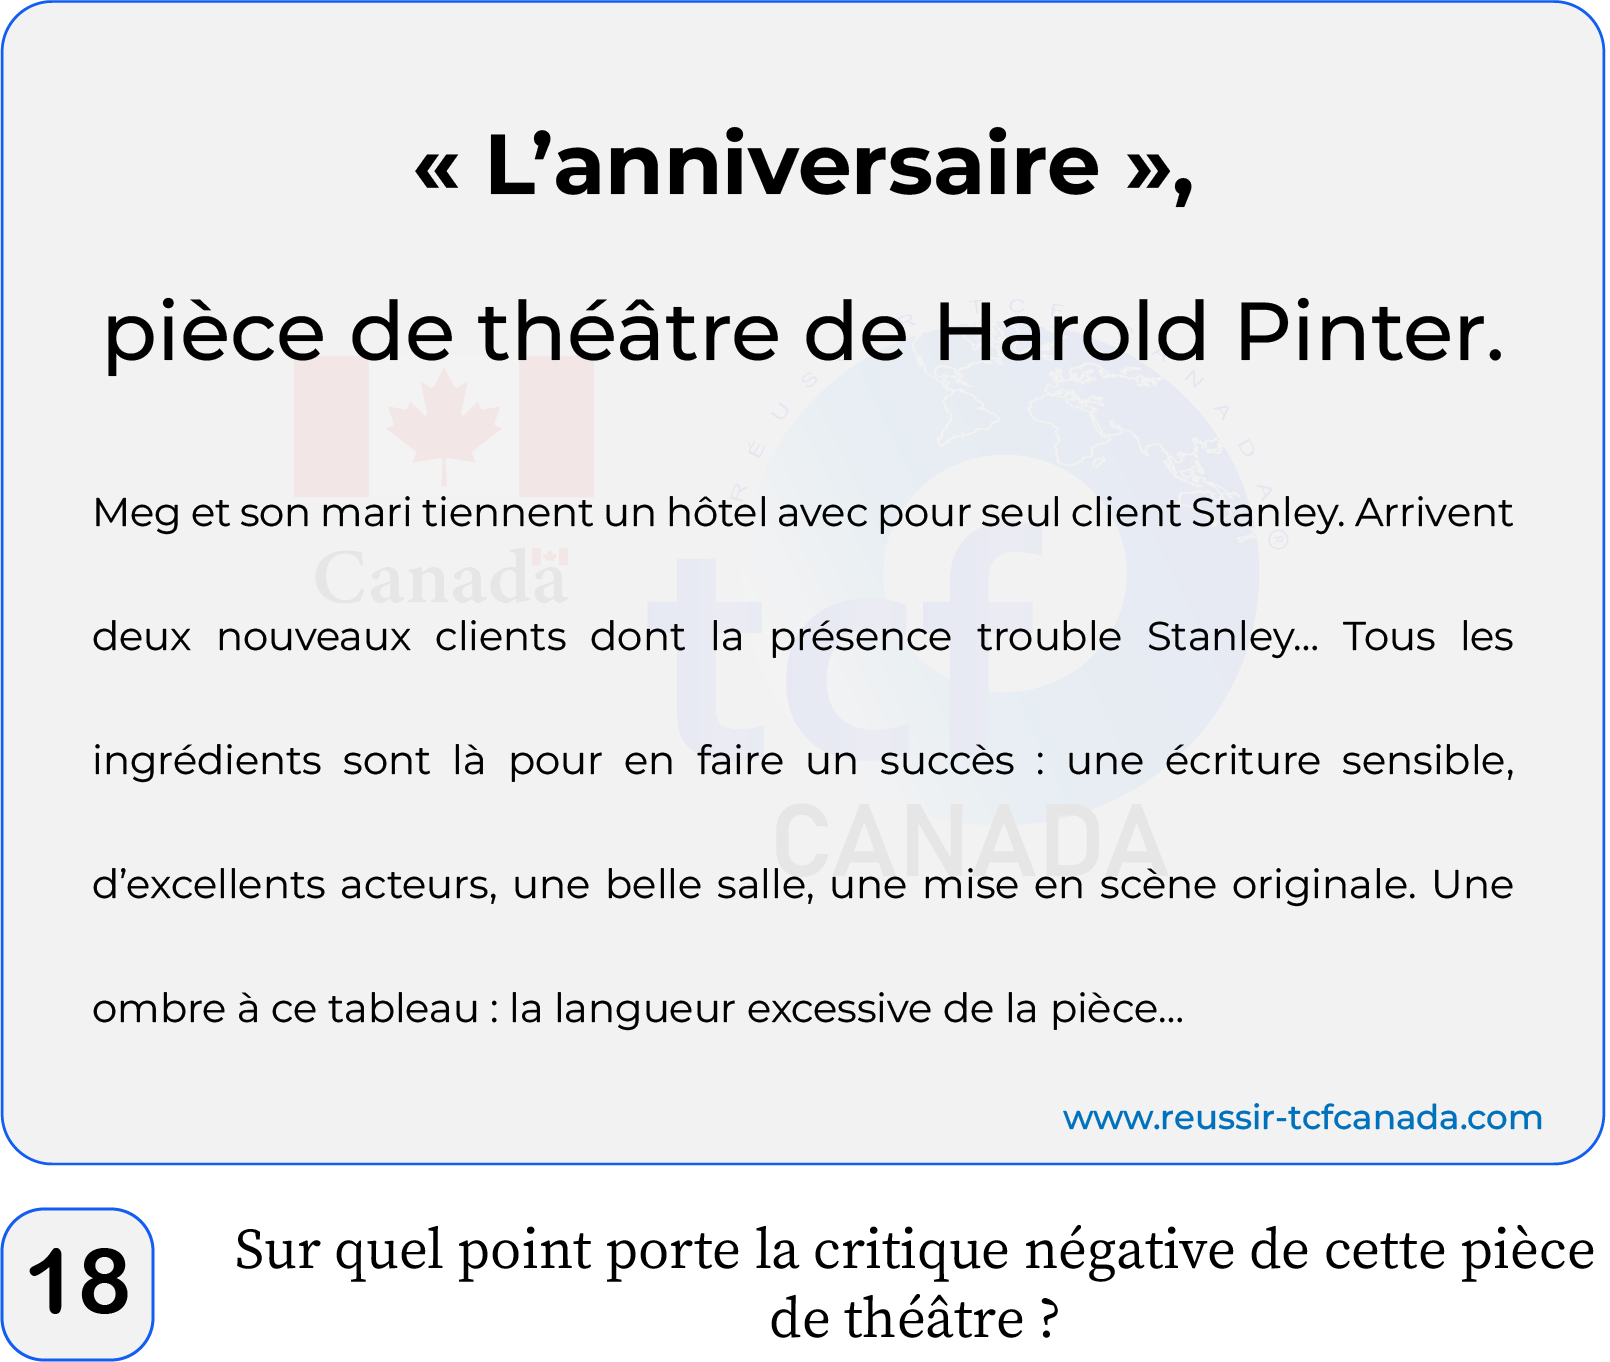 « L’anniversaire »,
pièce de théâtre de Harold Pinter.
RÉUSSIR TCF CANADA ®
Canada
tcf
CANADA
Meg et son mari tiennent un hôtel avec pour seul client Stanley. Arrivent
deux nouveaux clients dont la présence trouble Stanley... Tous les
ingrédients sont là pour en faire un succès : une écriture sensible,
d’excellents acteurs, une belle salle, une mise en scène originale. Une
ombre à ce tableau : la langueur excessive de la pièce...
www.reussir-tcfcanada.com
18
Sur quel point porte la critique négative de cette pièce
de théâtre ?